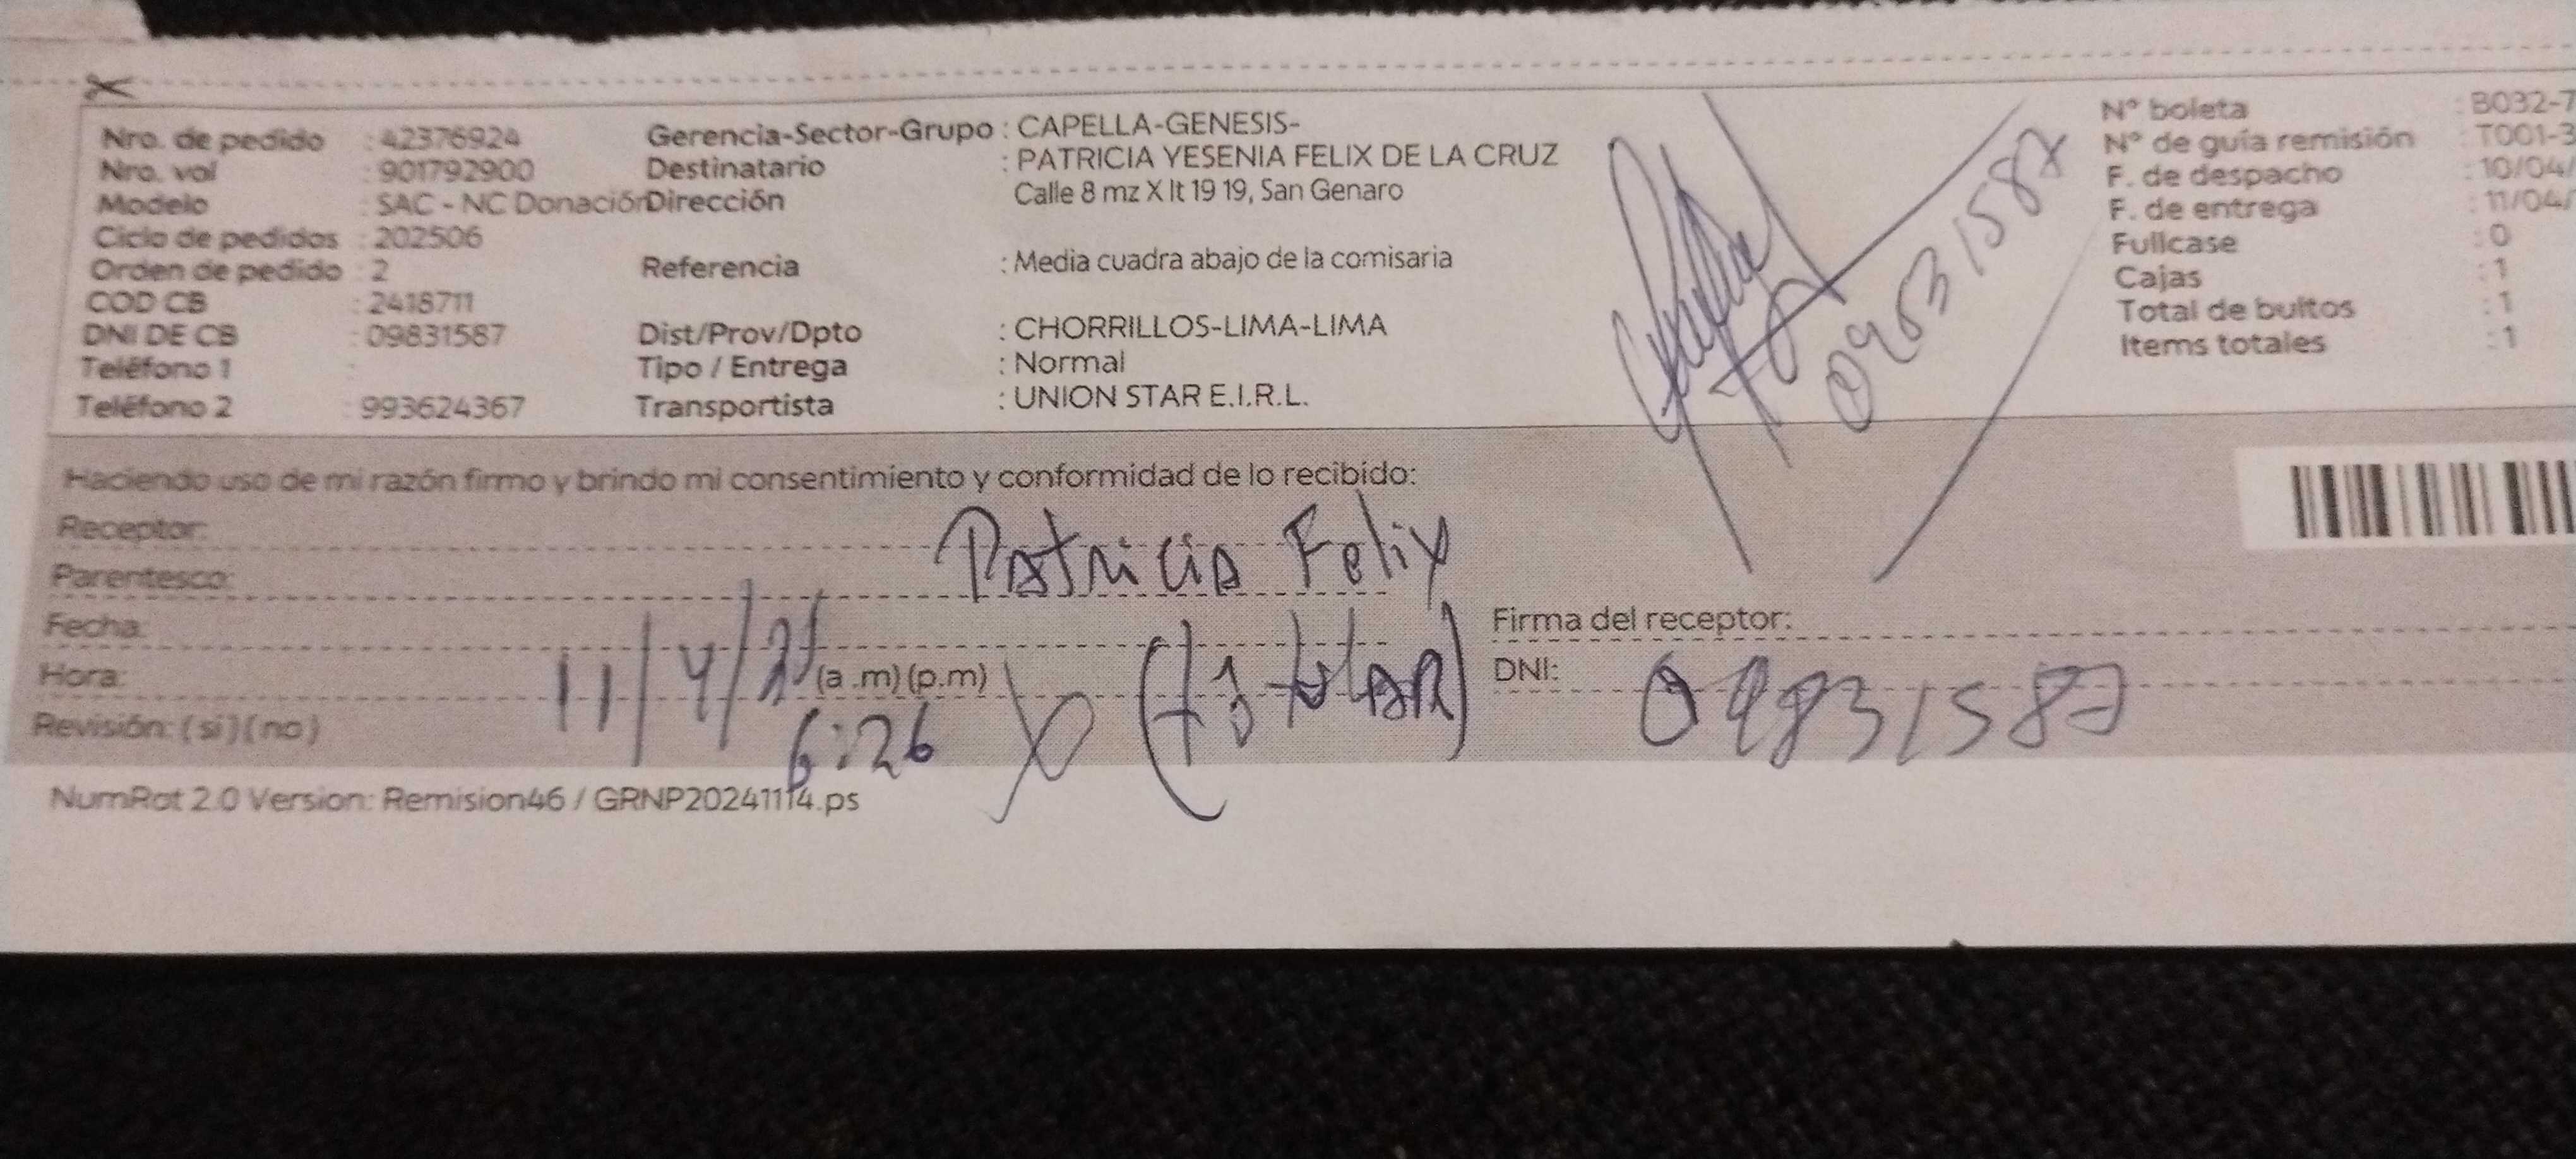 Nro. de pedido : 42376924
Nro. val : 901792900
Modelo : SAC - NC Donación
Ciclo de pedidos : 202506
Orden de pedido : 2
COD CB : 2418711
DNI DE CB : 09831587
Teléfono 1 :
Teléfono 2 : 993624367
Gerencia-Sector-Grupo : CAPELLA-GENESIS-
Destinatario : PATRICIA YESENIA FELIX DE LA CRUZ
Dirección Calle 8 mz X lt 19 19, San Genaro
Referencia : Media cuadra abajo de la comisaria
Dist/Prov/Dpto : CHORRILLOS-LIMA-LIMA
Tipo / Entrega : Normal
Transportista : UNION STAR E.I.R.L.
09831587
N° boleta : B032-7
N° de guía remisión : T001-3
F. de despacho : 10/04/
F. de entrega : 11/04/
Fullcase : 0
Cajas : 1
Total de bultos : 1
Items totales : 1
Haciendo uso de mi razón firmo y brindo mi consentimiento y conformidad de lo recibido:
Receptor: Patricia Felix
Parentesco:
Fecha: 11/4/25
Hora: (a .m) (p.m)
6:26
Revisión: (si) (no)
Firma del receptor:
DNI: 09831587
NumRot 2.0 Version: Remision46 / GRNP20241114.ps